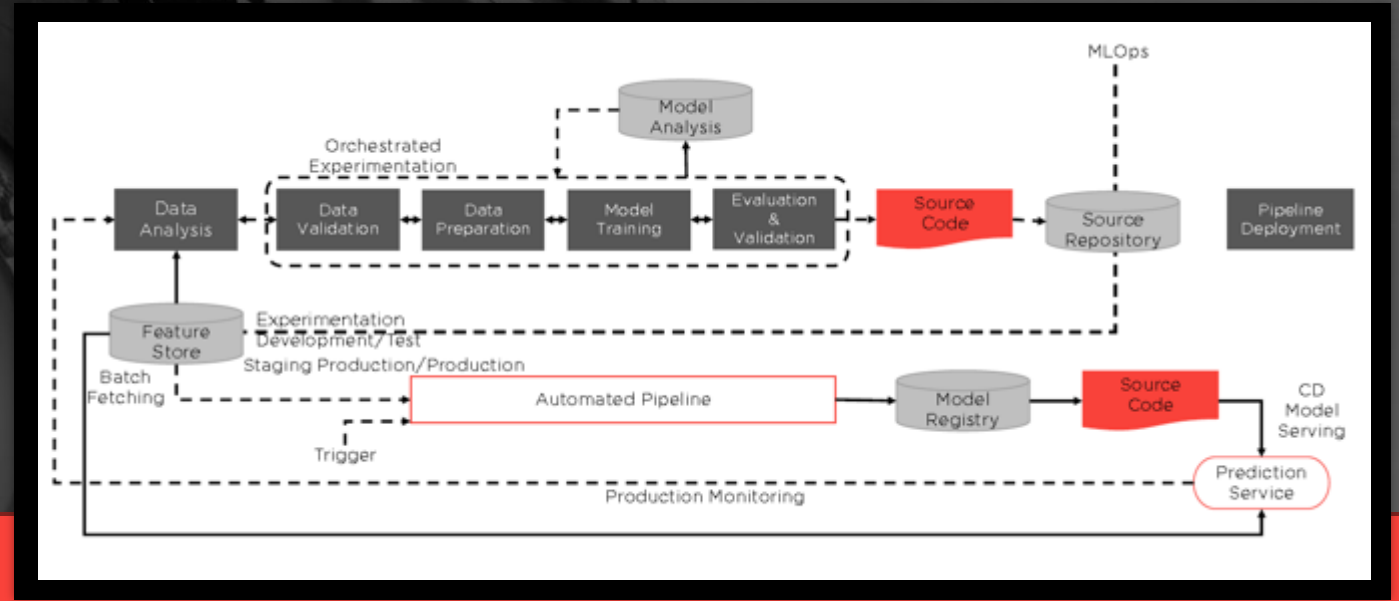 MLOps
Model
Analysis
Orchestrated
Experimentation
Data
Analysis
Data
Validation
Data
Preparation
Model
Training
Evaluation
&
Validation
Source
Code
Source
Repository
Pipeline
Deployment
Feature
Store
Experimentation
Development/Test
Staging Production/Production
Batch
Fetching
Automated Pipeline
Model
Registry
Source
Code
CD
Model
Serving
Trigger
Production Monitoring
Prediction
Service